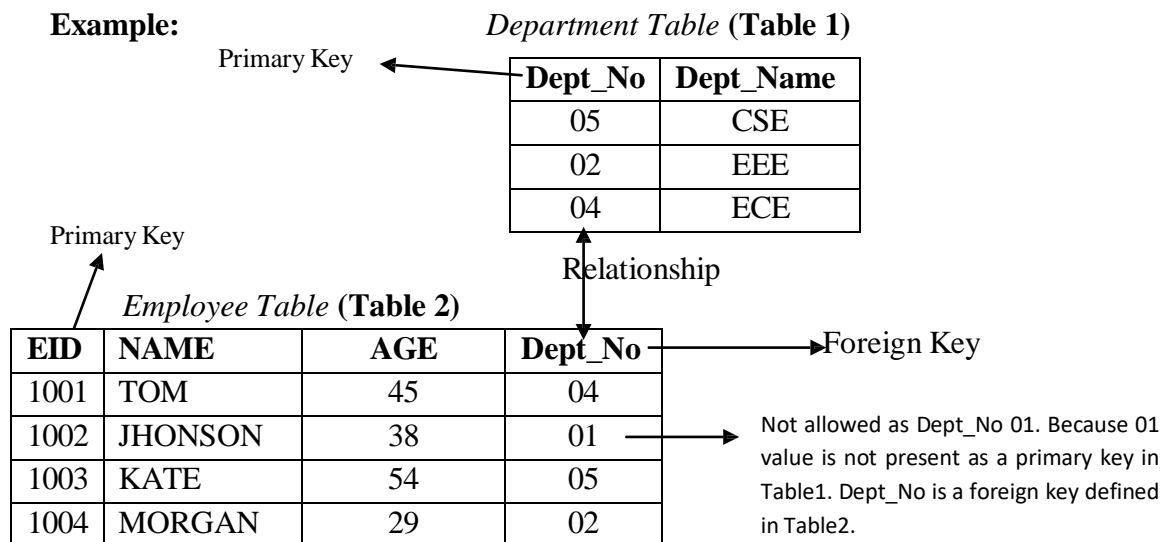 Example:
Department Table (Table 1)
Primary Key
Dept_No Dept_Name
05 CSE
02 EEE
04 ECE
Primary Key
Relationship
Employee Table (Table 2)
EID NAME AGE Dept_No
Foreign Key
1001 TOM 45 04
1002 JHONSON 38 01
1003 KATE 54 05
1004 MORGAN 29 02
Not allowed as Dept_No 01. Because 01
value is not present as a primary key in
Table1. Dept_No is a foreign key defined
in Table2.